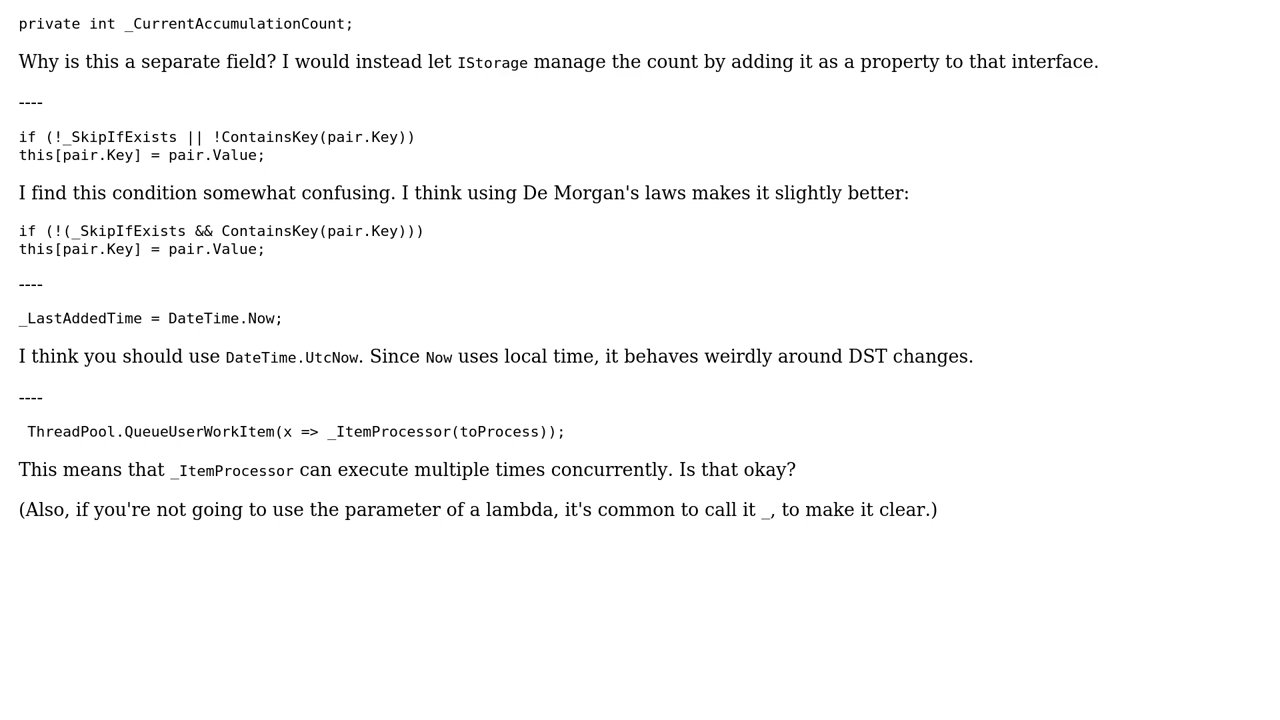 private int _CurrentAccumulationCount;
Why is this a separate field? I would instead let IStorage manage the count by adding it as a property to that interface.
----
if (!_SkipIfExists || !ContainsKey(pair.Key))
this[pair.Key] = pair.Value;
I find this condition somewhat confusing. I think using De Morgan's laws makes it slightly better:
if (!(_SkipIfExists && ContainsKey(pair.Key)))
this[pair.Key] = pair.Value;
----
_LastAddedTime = DateTime.Now;
I think you should use DateTime.UtcNow. Since Now uses local time, it behaves weirdly around DST changes.
----
ThreadPool.QueueUserWorkItem(x => _ItemProcessor(toProcess));
This means that _ItemProcessor can execute multiple times concurrently. Is that okay?
(Also, if you're not going to use the parameter of a lambda, it's common to call it _, to make it clear.)